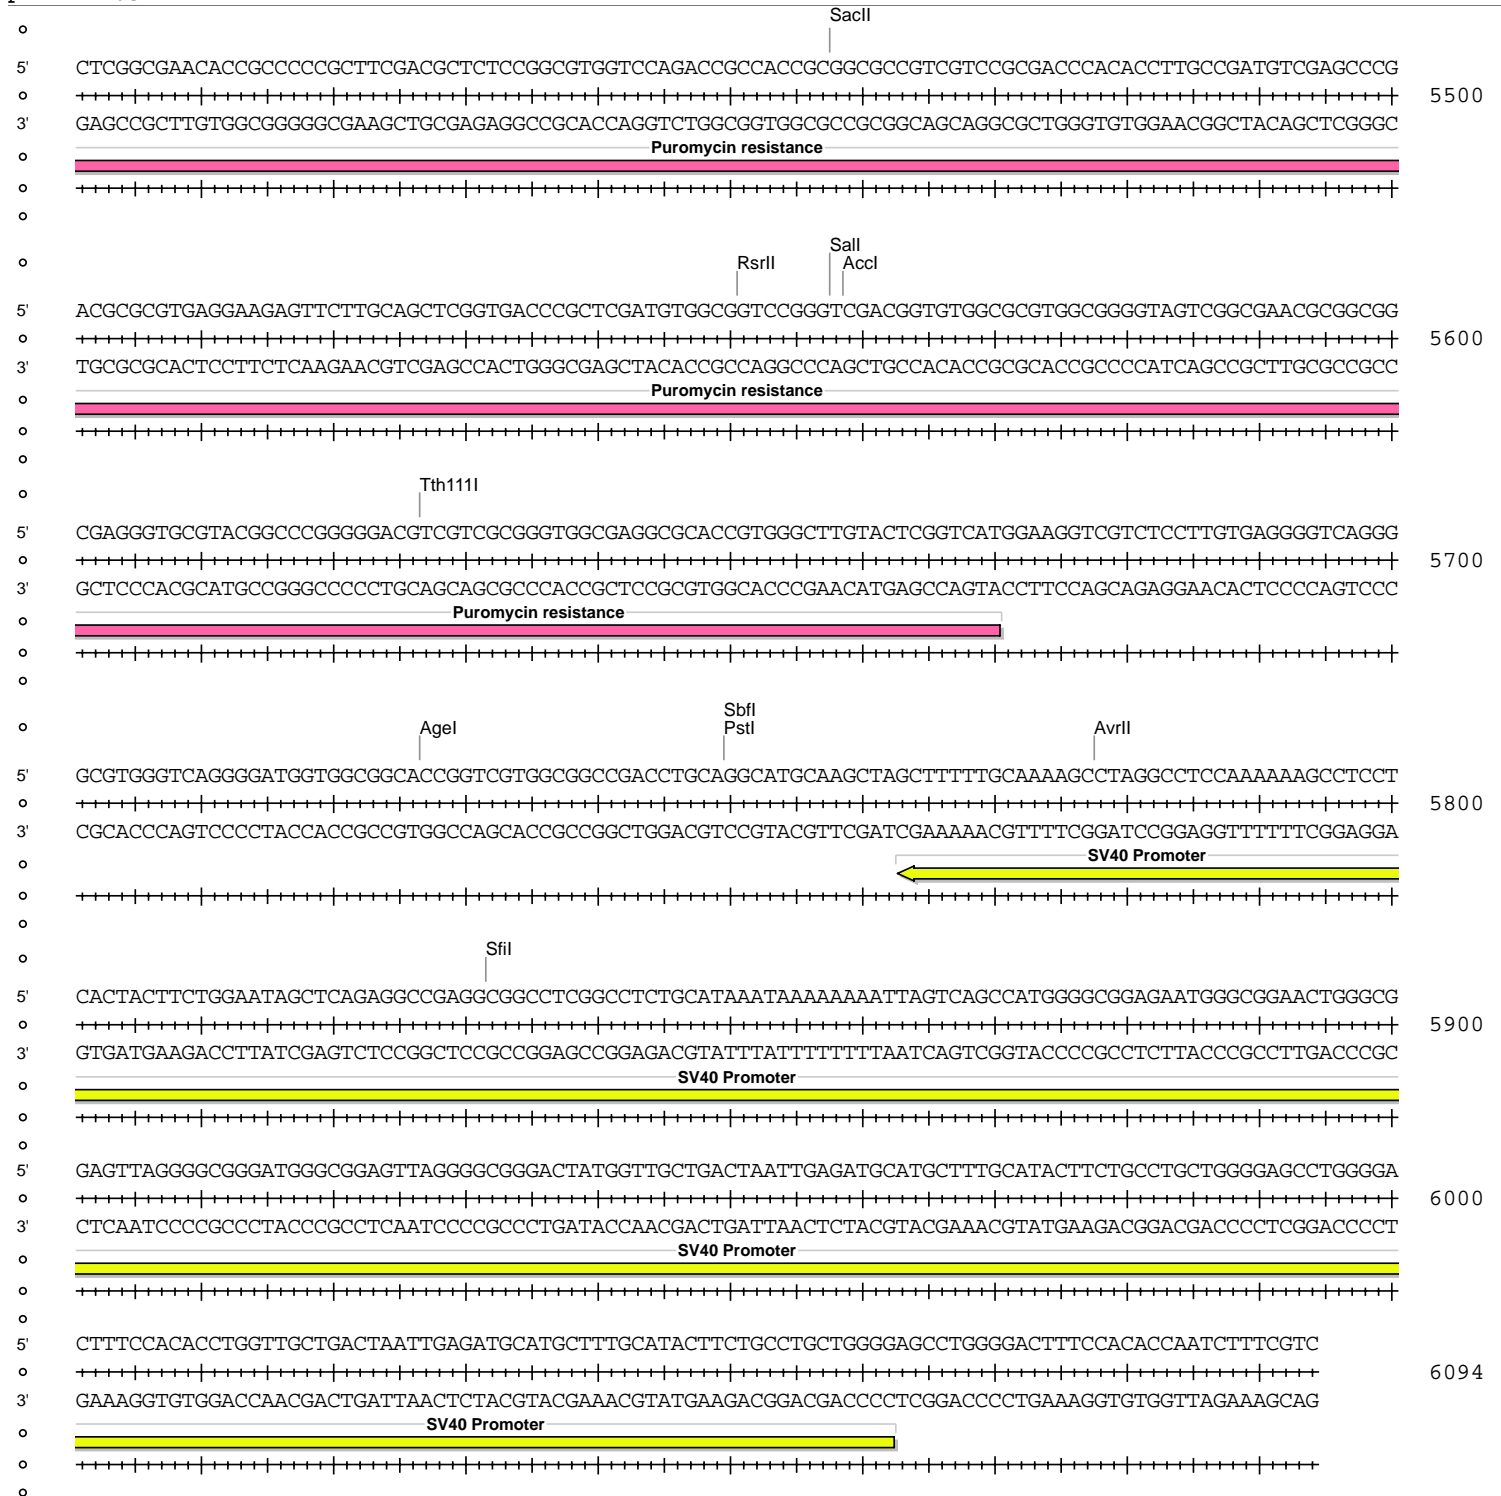 SacII
5' CTCGGCGAACACCGCCCCCGCTTCGACGCTCTCCGGCGTGGTCCAGACCGCCACCGCGGCGCCGTCGTCCGCGACCCACACCTTGCCGATGTCGAGCCCG
5500
3' GAGCCGCTTGTGGCGGGGGCGAAGCTGCGAGAGGCCGCACCAGGTCTGGCGGTGGCGCCGCGGCAGCAGGCGCTGGGTGTGGAACGGCTACAGCTCGGGC
Puromycin resistance
SalI
RsrII AccI
5' ACGCGCGTGAGGAAGAGTTCTTGCAGCTCGGTGACCCGCTCGATGTGGCGGTCCGGGTCGACGGTGTGGCGCGTGGCGGGGTAGTCGGCGAACGCGGCGG
5600
3' TGCGCGCACTCCTTCTCAAGAACGTCGAGCCACTGGGCGAGCTACACCGCCAGGCCCAGCTGCCACACCGCGCACCGCCCCATCAGCCGCTTGCGCCGCC
Puromycin resistance
Tth111I
5' CGAGGGTGCGTACGGCCCGGGGGACGTCGTCGCGGGTGGCGAGGCGCACCGTGGGCTTGTACTCGGTCATGGAAGGTCGTCTCCTTGTGAGGGGTCAGGG
5700
3' GCTCCCACGCATGCCGGGCCCCCTGCAGCAGCGCCCACCGCTCCGCGTGGCACCCGAACATGAGCCAGTACCTTCCAGCAGAGGAACACTCCCCAGTCCC
Puromycin resistance
SbfI
AgeI PstI AvrII
5' GCGTGGGTCAGGGGATGGTGGCGGCACCGGTCGTGGCGGCCGACCTGCAGGCATGCAAGCTAGCTTTTTGCAAAAGCCTAGGCCTCCAAAAAAGCCTCCT
5800
3' CGCACCCAGTCCCCTACCACCGCCGTGGCCAGCACCGCCGGCTGGACGTCCGTACGTTCGATCGAAAAACGTTTTCGGATCCGGAGGTTTTTTCGGAGGA
SV40 Promoter
SfiI
5' CACTACTTCTGGAATAGCTCAGAGGCCGAGGCGGCCTCGGCCTCTGCATAAATAAAAAAAATTAGTCAGCCATGGGGCGGAGAATGGGCGGAACTGGGCG
5900
3' GTGATGAAGACCTTATCGAGTCTCCGGCTCCGCCGGAGCCGGAGACGTATTTATTTTTTTTAATCAGTCGGTACCCCGCCTCTTACCCGCCTTGACCCGC
SV40 Promoter
5' GAGTTAGGGGCGGGATGGGCGGAGTTAGGGGCGGGACTATGGTTGCTGACTAATTGAGATGCATGCTTTGCATACTTCTGCCTGCTGGGGAGCCTGGGGA
6000
3' CTCAATCCCCGCCCTACCCGCCTCAATCCCCGCCCTGATACCAACGACTGATTAACTCTACGTACGAAACGTATGAAGACGGACGACCCCTCGGACCCCT
SV40 Promoter
5' CTTTCCACACCTGGTTGCTGACTAATTGAGATGCATGCTTTGCATACTTCTGCCTGCTGGGGAGCCTGGGGACTTTCCACACCAATCTTTCGTC
6094
3' GAAAGGTGTGGACCAACGACTGATTAACTCTACGTACGAAACGTATGAAGACGGACGACCCCTCGGACCCCTGAAAGGTGTGGTTAGAAAGCAG
SV40 Promoter